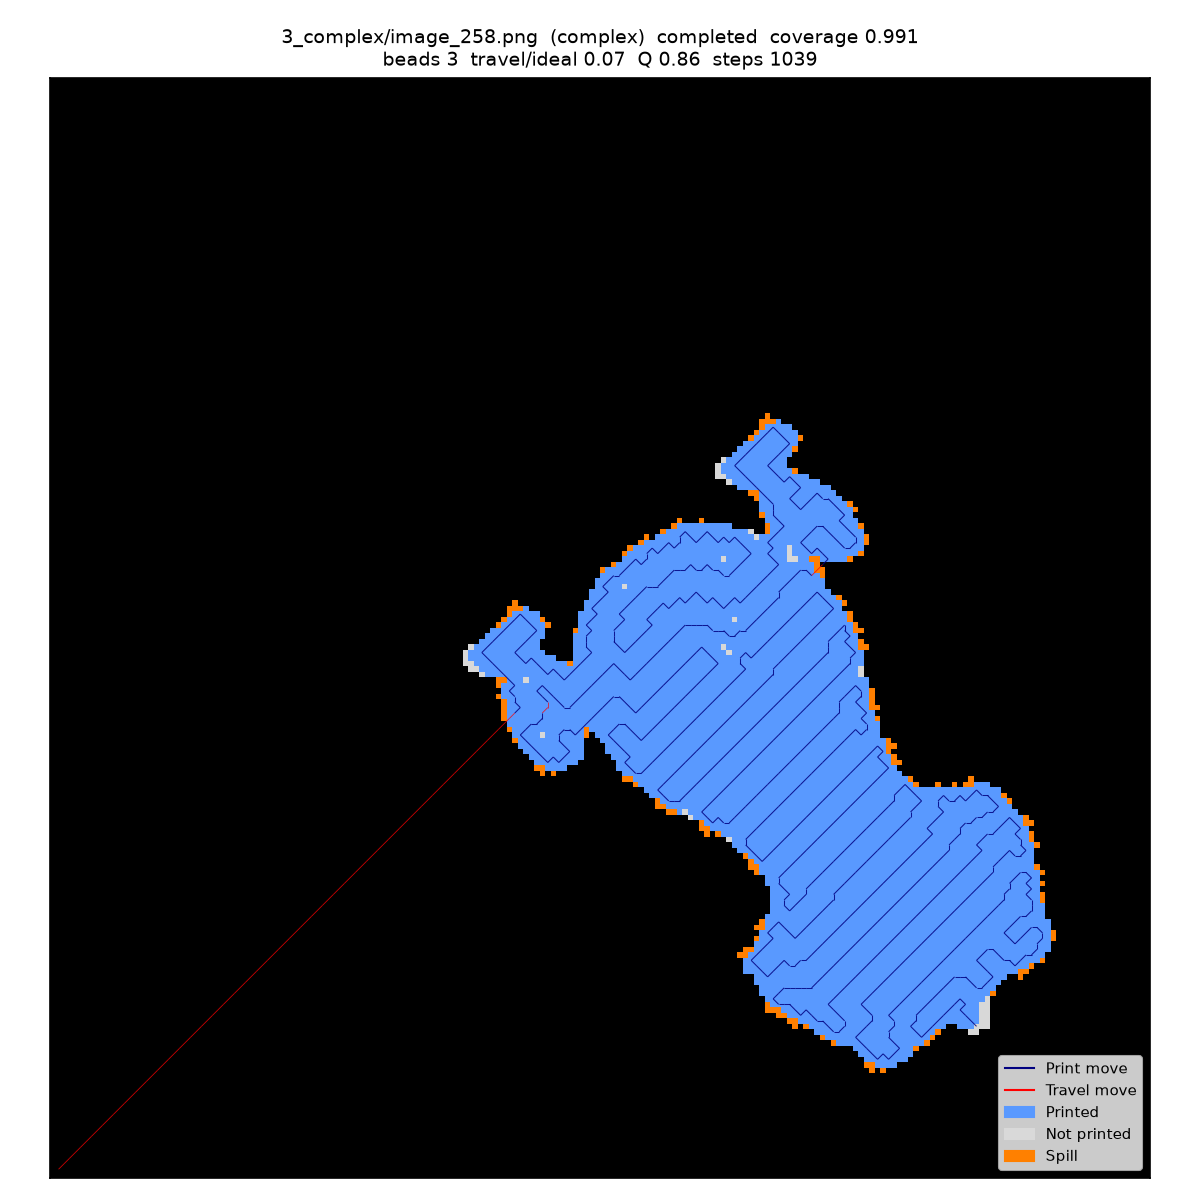 3_complex/image_258.png  (complex)  completed  coverage 0.991
beads 3  travel/ideal 0.07  Q 0.86  steps 1039
Print move
Travel move
Printed
Not printed
Spill